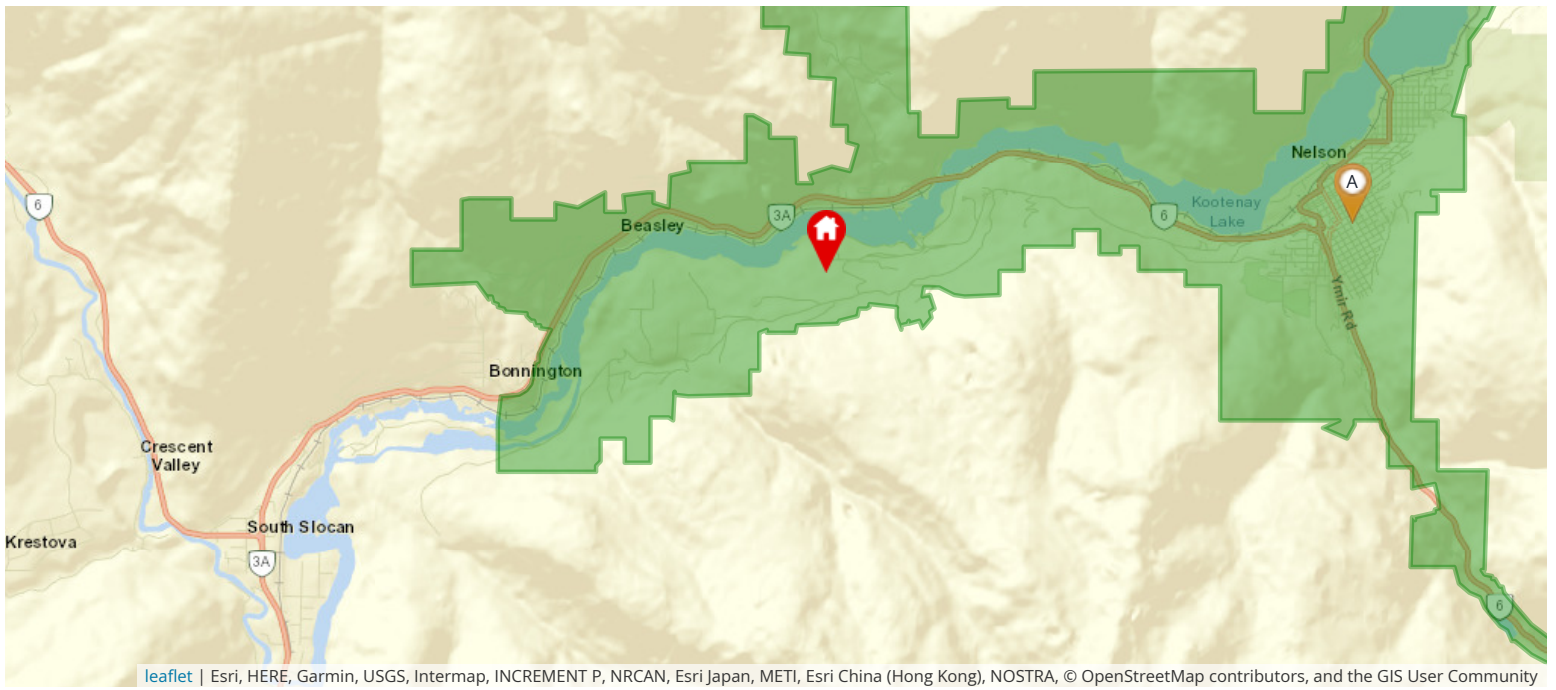 Nelson
A
6
Kootenay
Lake
6
3A
Beasley
Ymir Rd
Bonnington
Crescent
Valley
South Slocan
Krestova
3A
6
leaflet | Esri, HERE, Garmin, USGS, Intermap, INCREMENT P, NRCAN, Esri Japan, METI, Esri China (Hong Kong), NOSTRA, © OpenStreetMap contributors, and the GIS User Community